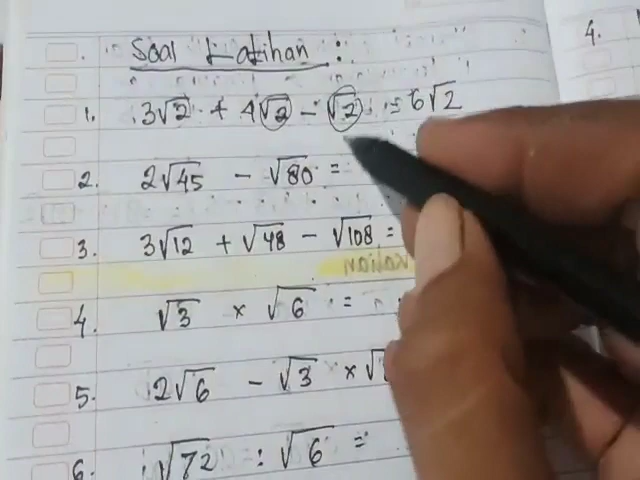 Soal Latihan :
1. 3√2 + 4√2 - √2 = 6√2
2. 2√45 - √80 =
3. 3√12 + √48 - √108 =
4. √3 × √6 =
5. 2√6 - √3 × √
6. √72 : √6 =
4.